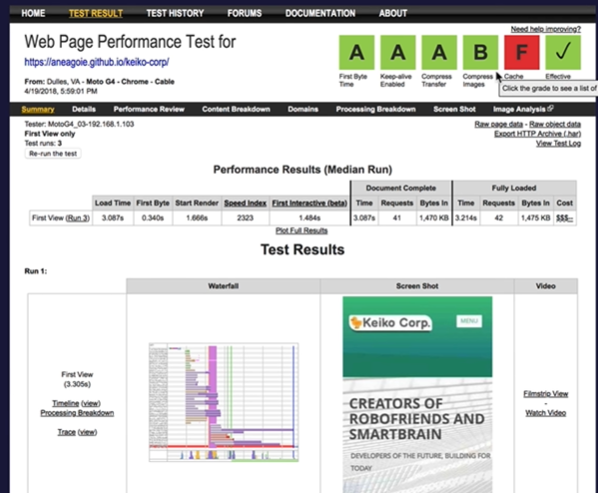 HOME TEST RESULT TEST HISTORY FORUMS DOCUMENTATION ABOUT
Need help improving?
Web Page Performance Test for
https://aneagoie.github.io/keiko-corp/
From: Dulles, VA - Moto G4 - Chrome - Cable
4/19/2018, 5:59:01 PM
A A A B F ✓
First Byte Time
Keep-alive Enabled
Compress Transfer
Compress Images
Cache
Effective
Click the grade to see a list of
Summary Details Performance Review Content Breakdown Domains Processing Breakdown Screen Shot Image Analysis
Tester: MotoG4_03-192.168.1.103
First View only
Test runs: 3
Re-run the test
Raw page data - Raw object data
Export HTTP Archive (.har)
View Test Log
Performance Results (Median Run)
Document Complete Fully Loaded
Load Time First Byte Start Render Speed Index First Interactive (beta) Time Requests Bytes In Time Requests Bytes In Cost
First View (Run 3) 3.087s 0.340s 1.666s 2323 1.484s 3.087s 41 1,470 KB 3.214s 42 1,475 KB $$$--
Plot Full Results
Test Results
Run 1:
Waterfall Screen Shot Video
First View
(3.305s)
Timeline (view)
Processing Breakdown
Trace (view)
Keiko Corp.
MENU
CREATORS OF
ROBOFRIENDS AND
SMARTBRAIN
DEVELOPERS OF THE FUTURE, BUILDING FOR
TODAY
Filmstrip View
-
Watch Video